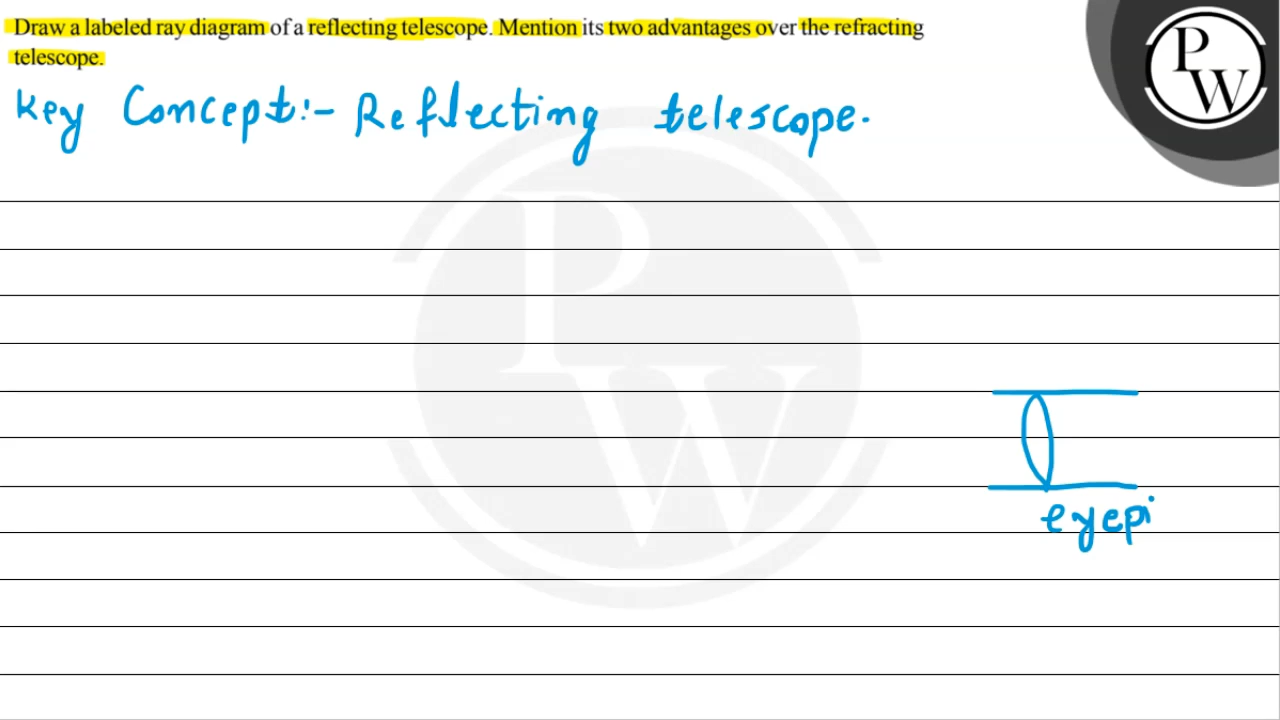 Draw a labeled ray diagram of a reflecting telescope. Mention its two advantages over the refracting
telescope.
P
W
Key Concept:- Reflecting telescope.
P
W
eyepi